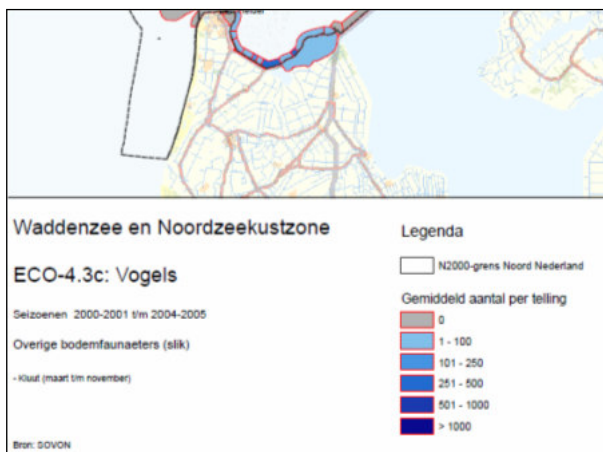 Waddenzee en Noordzeekustzone
ECO-4.3c: Vogels
Seizoenen 2000-2001 t/m 2004-2005
Overige bodemfaunaeters (slik)
- Kluut (maart t/m november)
Bron: SOVON
Legenda
N2000-grens Noord Nederland
Gemiddeld aantal per telling
0
1 - 100
101 - 250
251 - 500
501 - 1000
> 1000